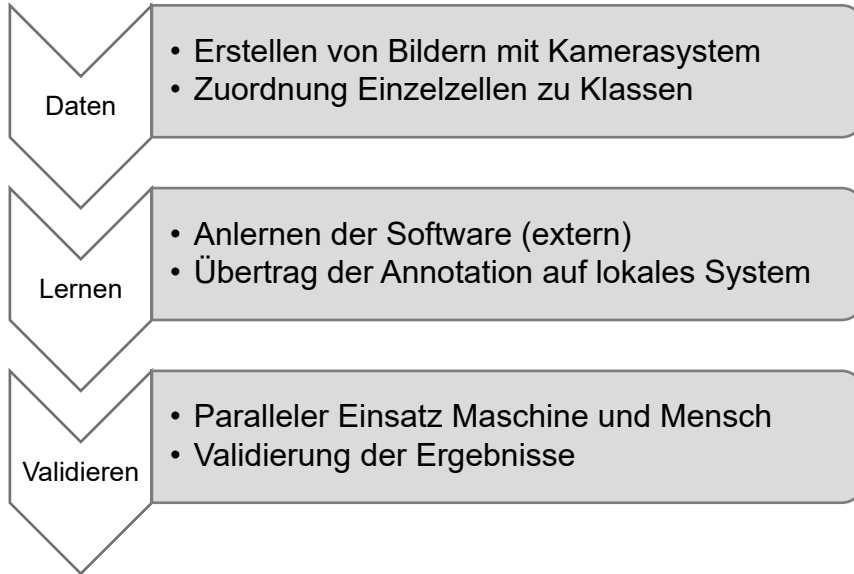 Daten
• Erstellen von Bildern mit Kamerasystem
• Zuordnung Einzelzellen zu Klassen
Lernen
• Anlernen der Software (extern)
• Übertrag der Annotation auf lokales System
Validieren
• Paralleler Einsatz Maschine und Mensch
• Validierung der Ergebnisse